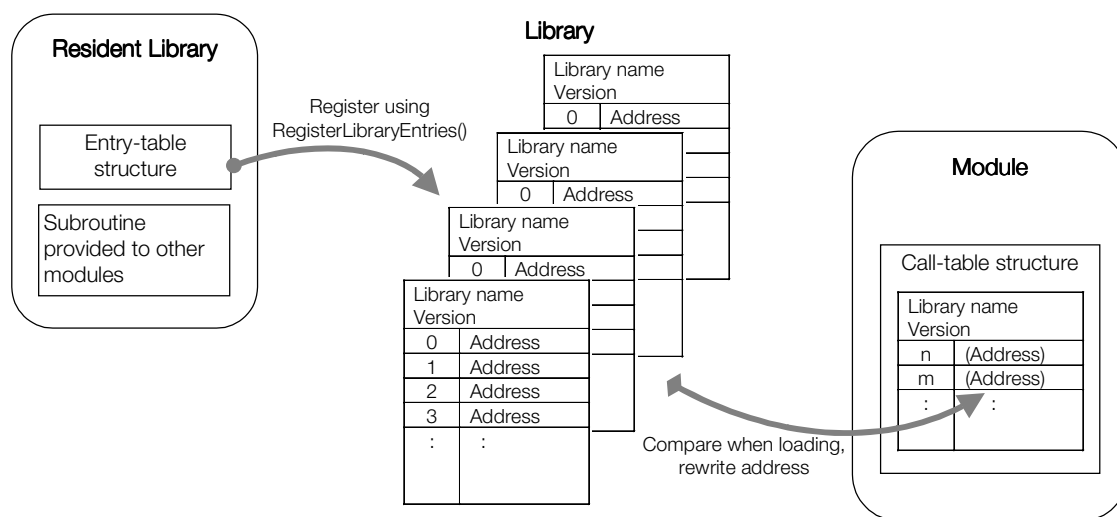 Resident Library
Entry-table
structure
Subroutine
provided to other
modules
Register using
RegisterLibraryEntries()
Library
Library name
Version
0 Address
Library name
Version
0 Address
Library name
Version
0 Address
Library name
Version
0 Address
1 Address
2 Address
3 Address
: :
Compare when loading,
rewrite address
Module
Call-table structure
Library name
Version
n (Address)
m (Address)
: :